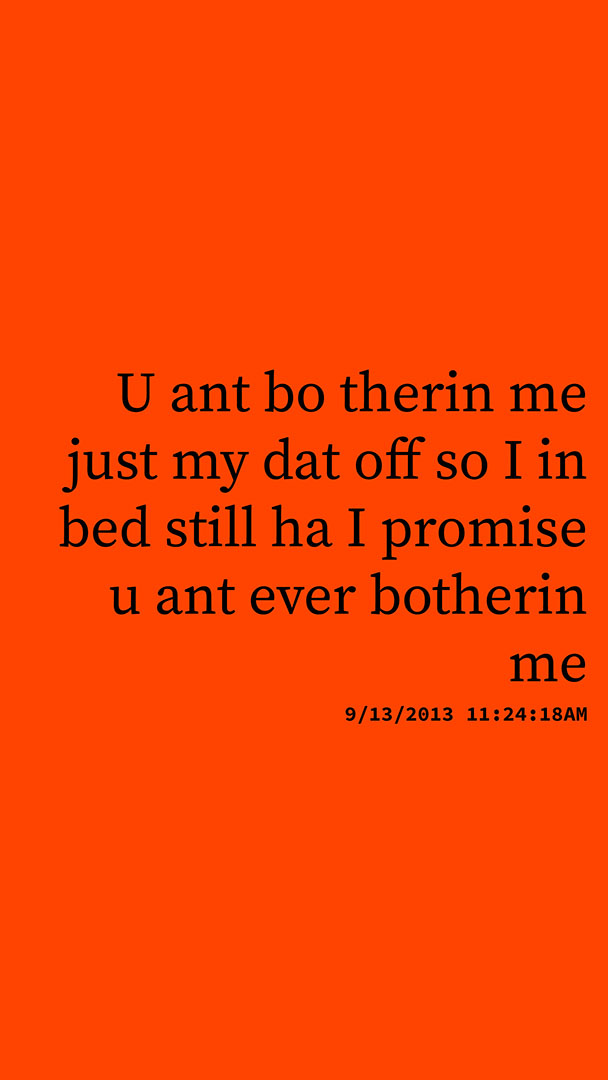 U ant bo therin me
just my dat off so I in
bed still ha I promise
u ant ever botherin
me
9/13/2013 11:24:18AM